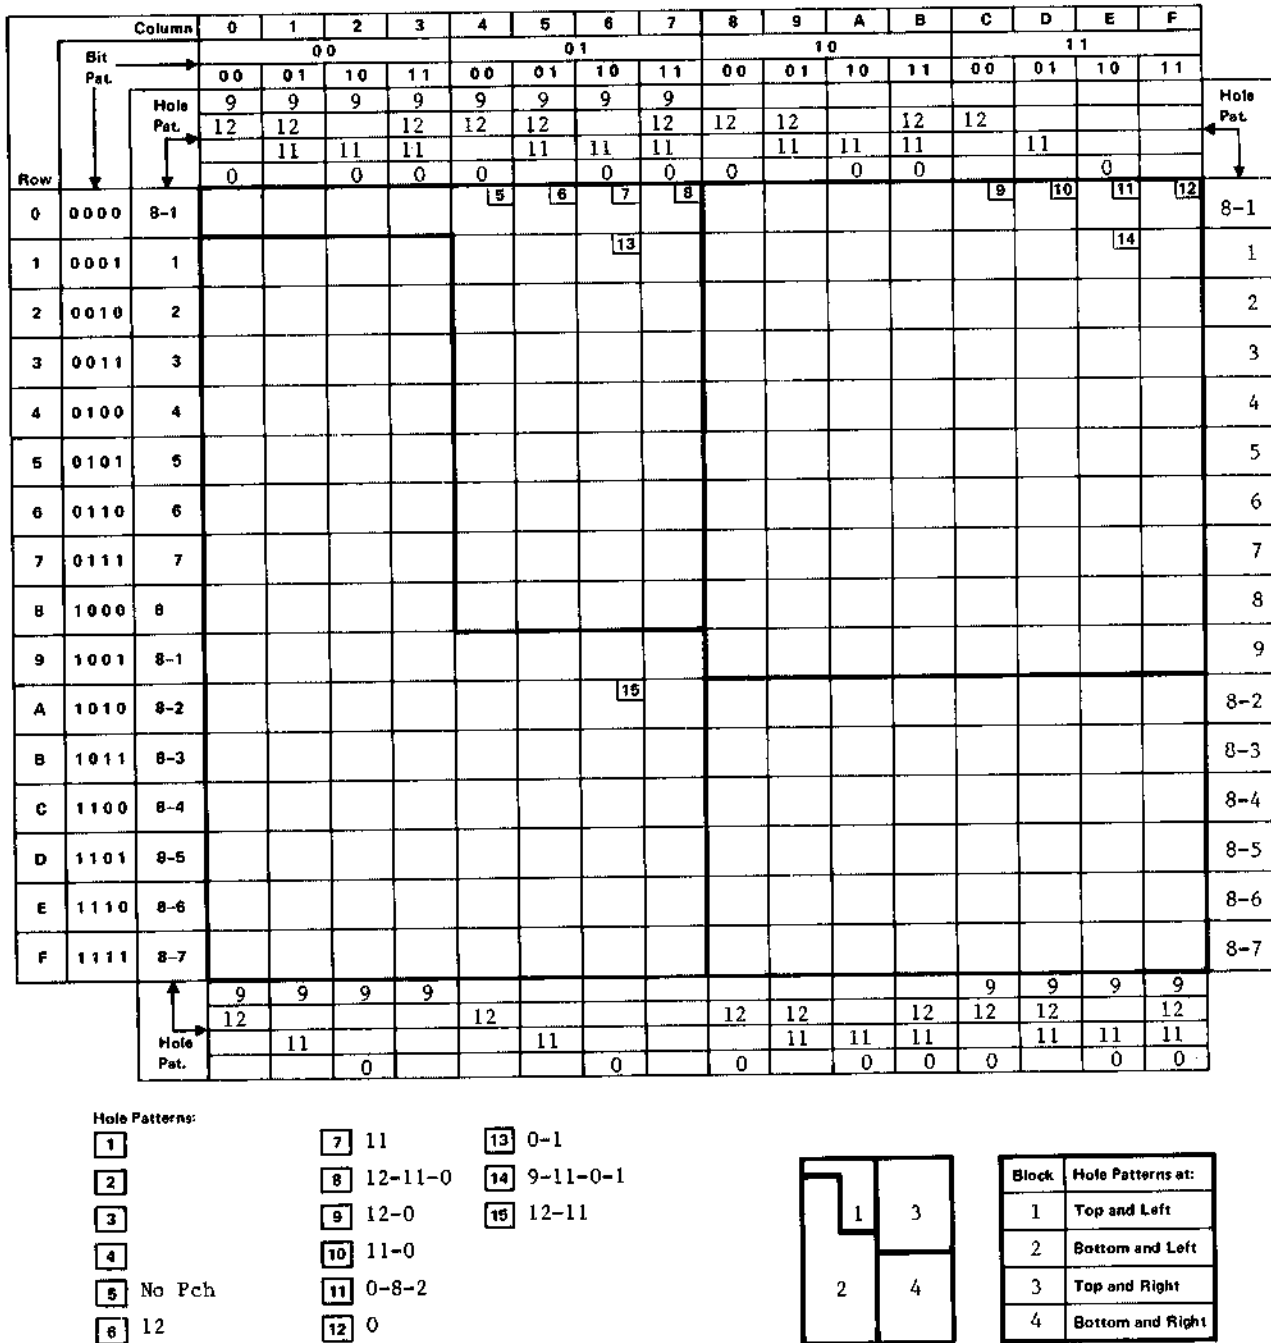 Column 0 1 2 3 4 5 6 7 8 9 A B C D E F
Bit Pat. 00 01 10 11
00 01 10 11 00 01 10 11 00 01 10 11 00 01 10 11
Hole Pat. 9 9 9 9 9 9 9 9 Hole Pat.
12 12 12 12 12 12 12 12 12 12
11 11 11 11 11 11 11 11 11 11
Row 0 0 0 0 0 0 0 0 0 0 0
0 0000 8-1 5 6 7 8 9 10 11 12 8-1
1 0001 1 13 14 1
2 0010 2 2
3 0011 3 3
4 0100 4 4
5 0101 5 5
6 0110 6 6
7 0111 7 7
8 1000 8 8
9 1001 8-1 9
A 1010 8-2 15 8-2
B 1011 8-3 8-3
C 1100 8-4 8-4
D 1101 8-5 8-5
E 1110 8-6 8-6
F 1111 8-7 8-7
9 9 9 9 9 9 9 9
12 12 12 12 12 12 12 12
Hole Pat. 11 11 11 11 11 11 11 11
0 0 0 0 0 0 0 0
Hole Patterns:
1
2
3
4
5 No Pch
6 12
7 11
8 12-11-0
9 12-0
10 11-0
11 0-8-2
12 0
13 0-1
14 9-11-0-1
15 12-11
1 3
2 4
Block Hole Patterns at:
1 Top and Left
2 Bottom and Left
3 Top and Right
4 Bottom and Right